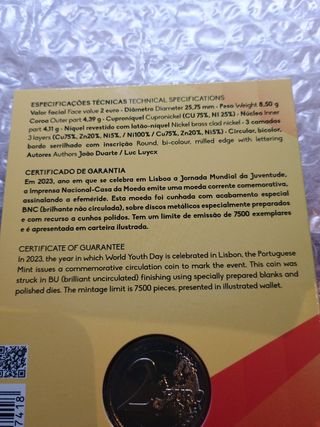 ESPECIFICAÇÕES TÉCNICAS TECHNICAL SPECIFICATIONS
Valor facial Face value 2 euro • Diâmetro Diameter 25,75 mm • Peso Weight 8,50 g
Coroa Outer part 4,39 g • Cuproníquel Cupronickel (CU 75%, NI 25%) • Núcleo Inner
part 4,11 g • Níquel revestido com latão-níquel Nickel brass clad nickel • 3 camadas
3 layers (Cu75%, Zn20%, Ni5% / Ni100% / Cu75%, Zn20%, Ni5%) • Circular, bicolor,
bordo serrilhado com inscrição Round, bi-colour, milled edge with lettering
Autores Authors João Duarte / Luc Luycx
CERTIFICADO DE GARANTIA
Em 2023, ano em que se celebra em Lisboa a Jornada Mundial da Juventude,
a Imprensa Nacional-Casa da Moeda emite uma moeda corrente comemorativa,
assinalando a efeméride. Esta moeda foi cunhada com acabamento especial
BNC (brilhante não circulada), sobre discos metálicos especialmente preparados
e com recurso a cunhos polidos. Tem um limite de emissão de 7500 exemplares
e é apresentada em carteira ilustrada.
CERTIFICATE OF GUARANTEE
In 2023, the year in which World Youth Day is celebrated in Lisbon, the Portuguese
Mint issues a commemorative circulation coin to mark the event. This coin was
struck in BU (brilliant uncirculated) finishing using specially prepared blanks and
polished dies. The mintage limit is 7500 pieces, presented in illustrated wallet.
2
7418